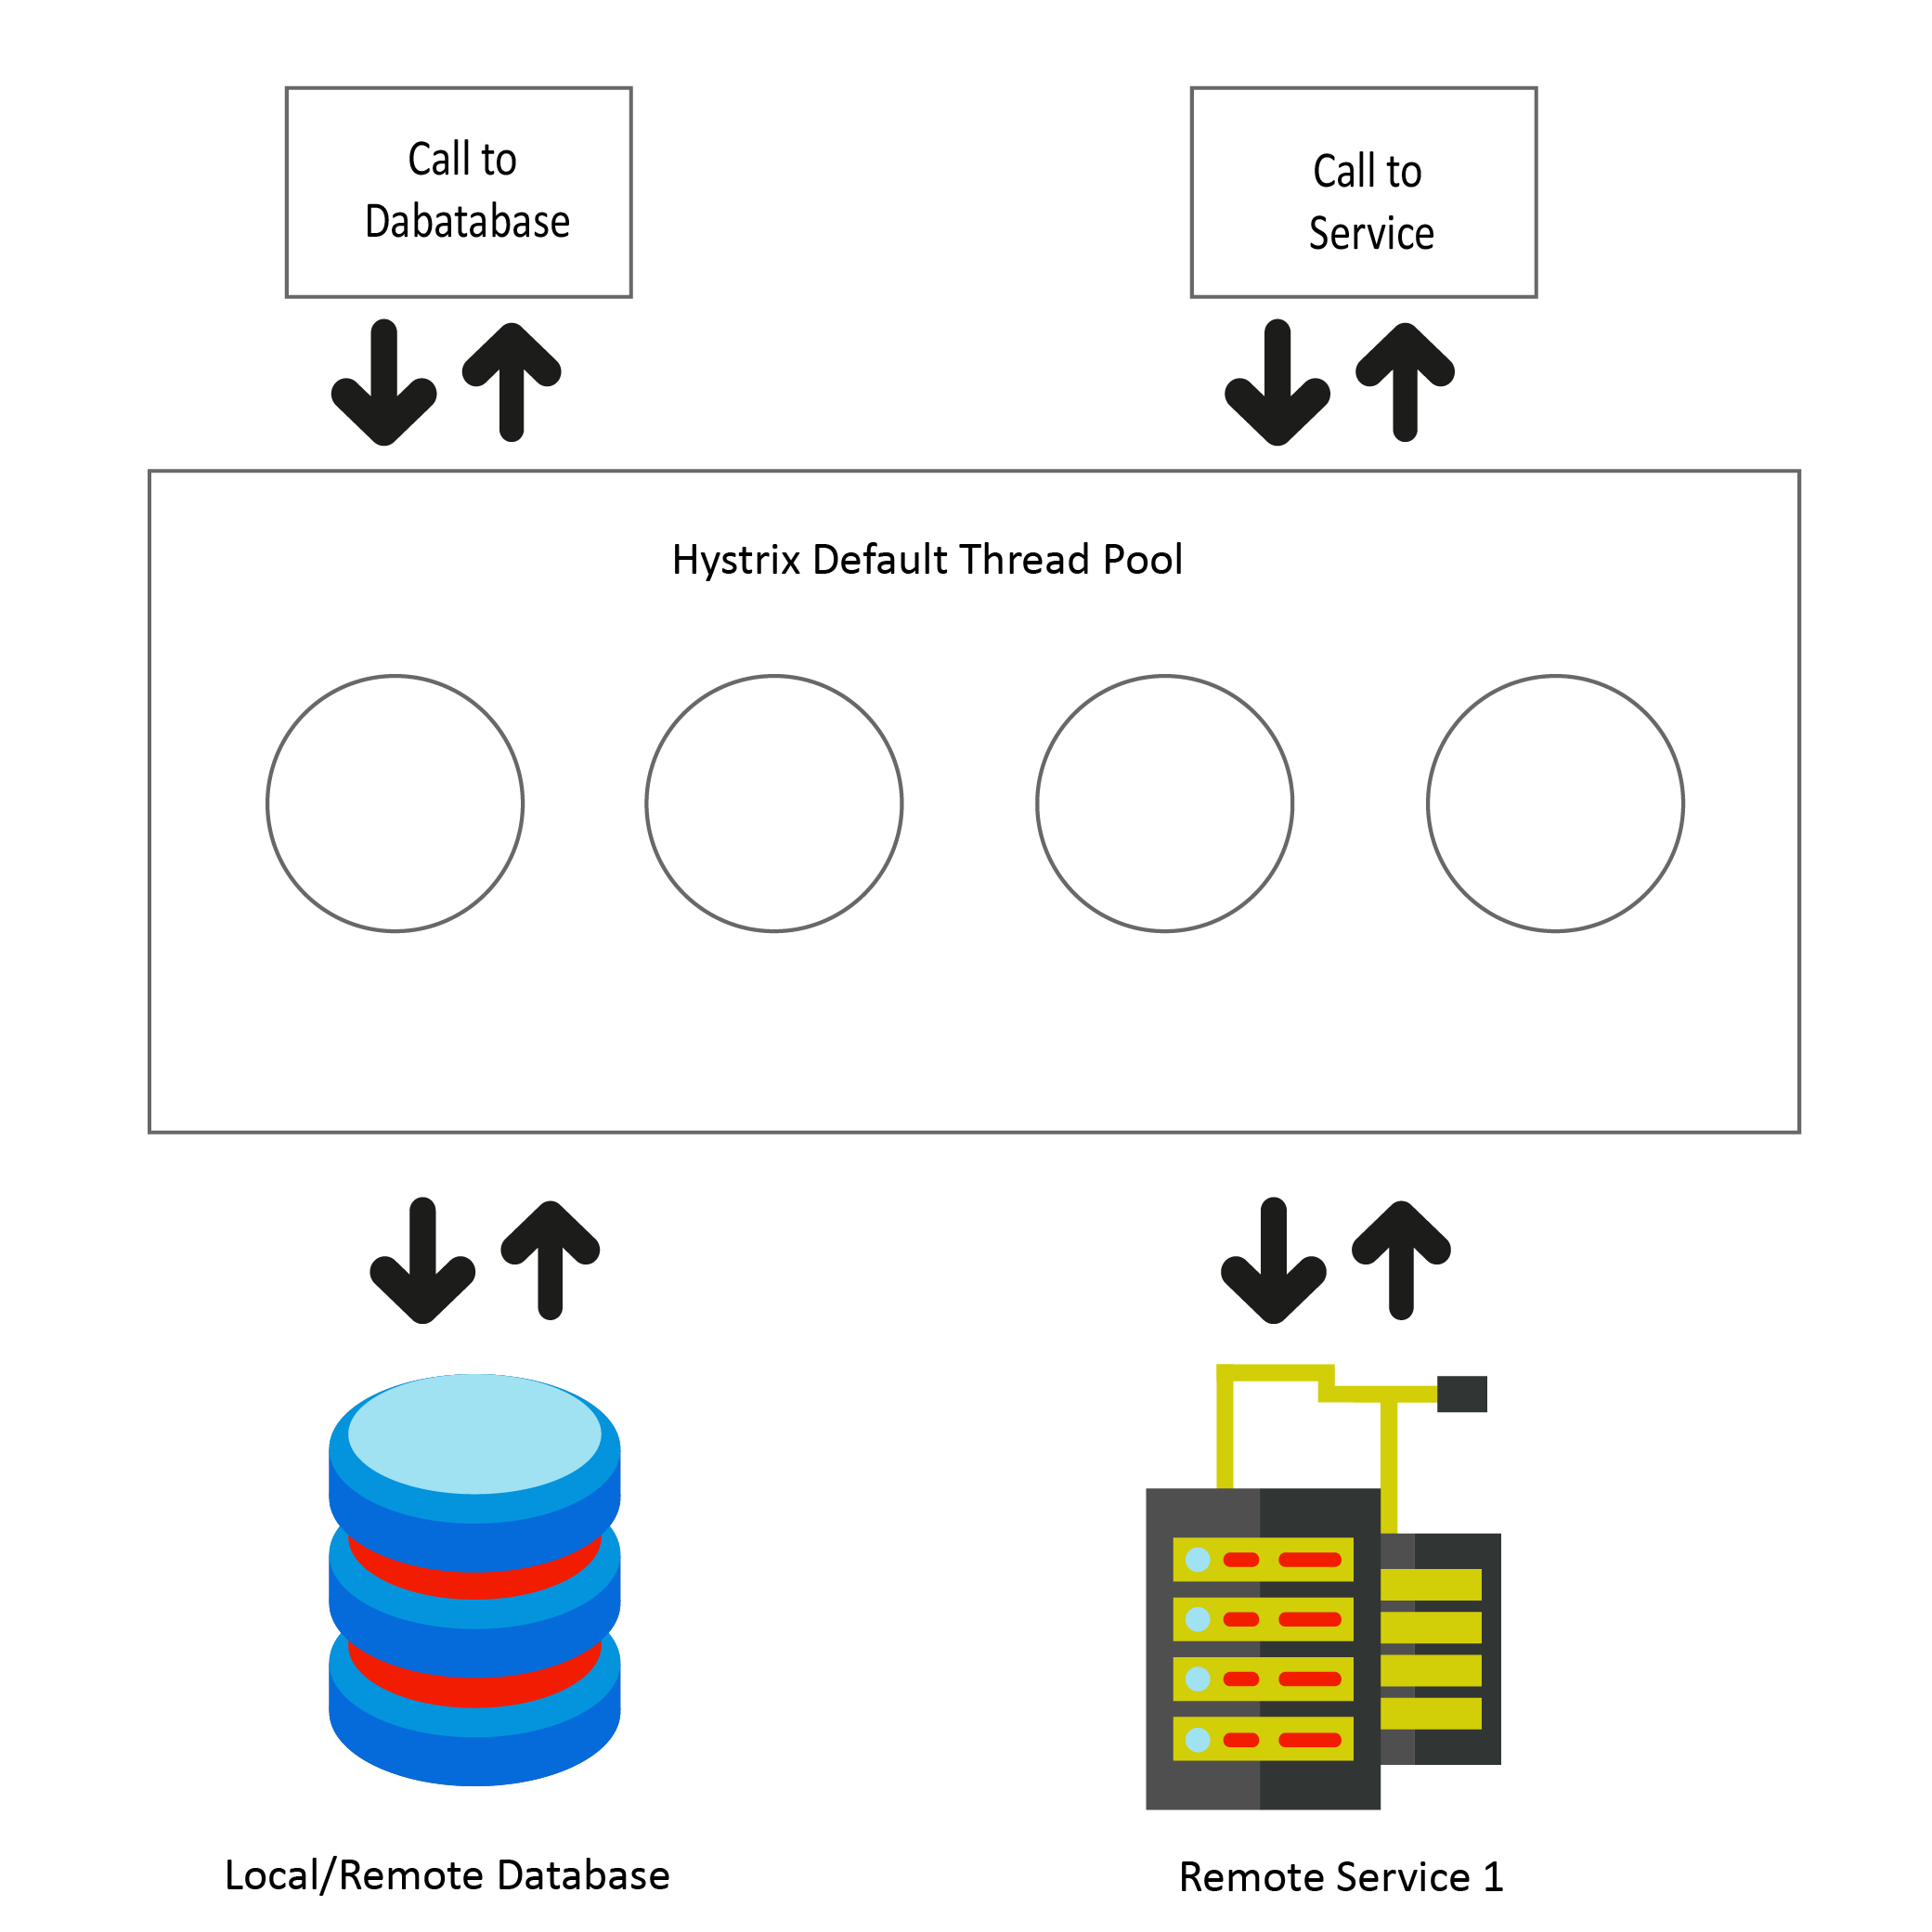 Call to
Dabatabase
Call to
Service
Hystrix Default Thread Pool
Local/Remote Database
Remote Service 1